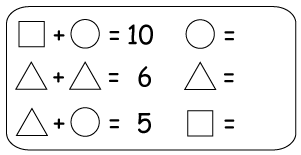 □ + ○ = 10 ○ =
△ + △ = 6 △ =
△ + ○ = 5 □ =